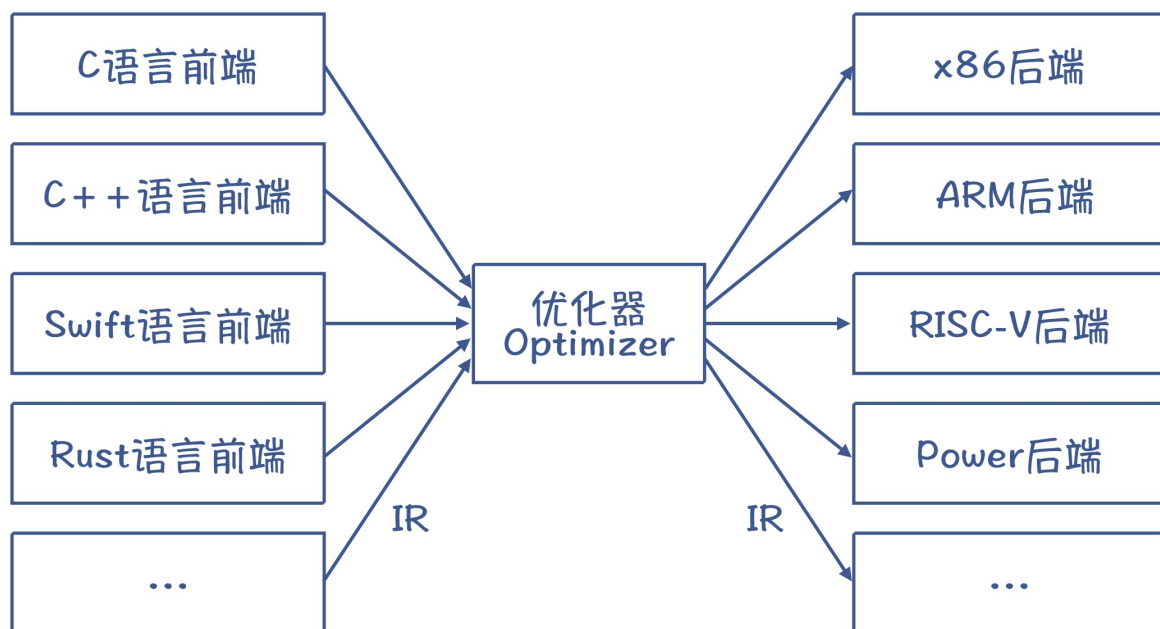 C语言前端
C++语言前端
Swift语言前端
Rust语言前端
...
IR
优化器
Optimizer
IR
x86后端
ARM后端
RISC-V后端
Power后端
...